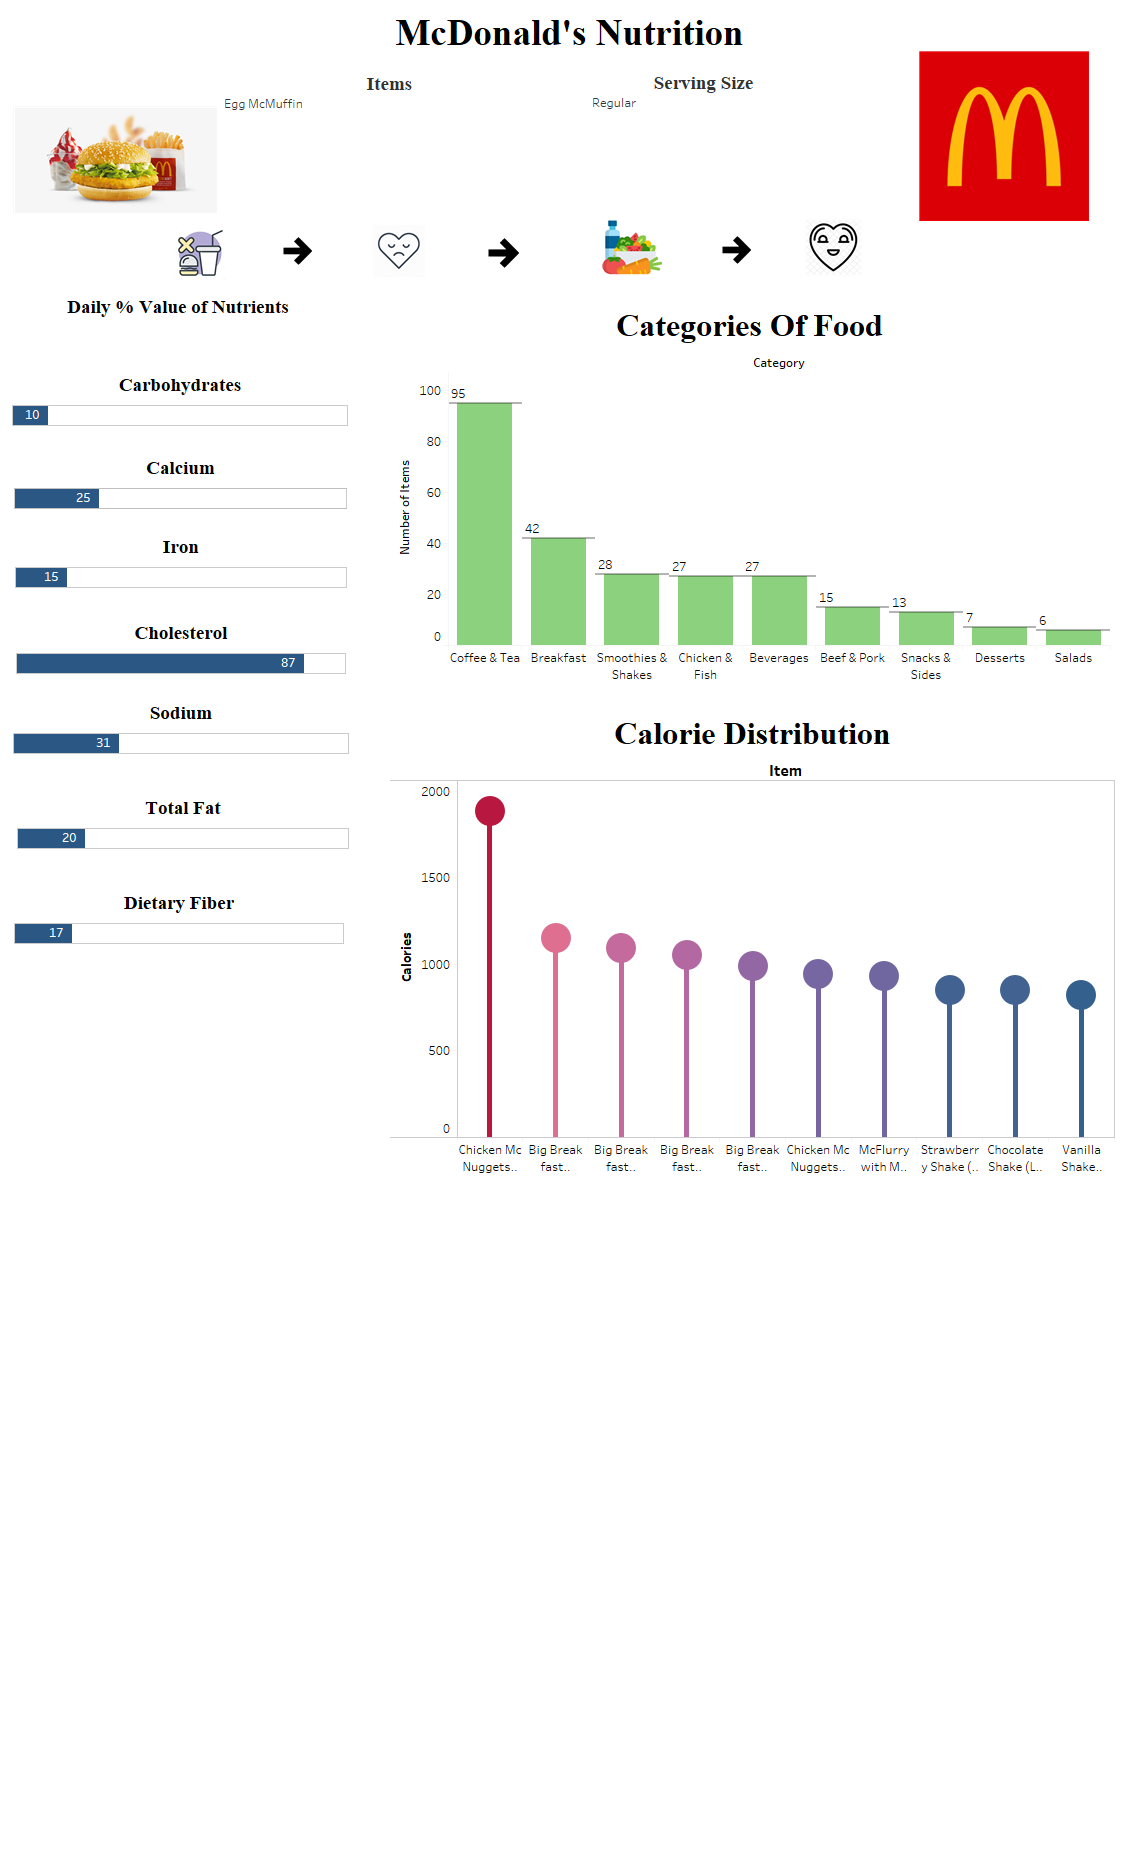 McDonald's Nutrition
Items
Serving Size
Egg McMuffin
Regular
Daily % Value of Nutrients
Carbohydrates
10
Calcium
25
Iron
15
Cholesterol
87
Sodium
31
Total Fat
20
Dietary Fiber
17
Categories Of Food
Category
Number of Items
100
80
60
40
20
0
95
42
28
27
27
15
13
7
6
Coffee & Tea
Breakfast
Smoothies &
Shakes
Chicken &
Fish
Beverages
Beef & Pork
Snacks &
Sides
Desserts
Salads
Calorie Distribution
Item
Calories
2000
1500
1000
500
0
Chicken Mc
Nuggets..
Big Break
fast..
Big Break
fast..
Big Break
fast..
Big Break
fast..
Chicken Mc
Nuggets..
McFlurry
with M..
Strawberr
y Shake (..
Chocolate
Shake (L..
Vanilla
Shake..